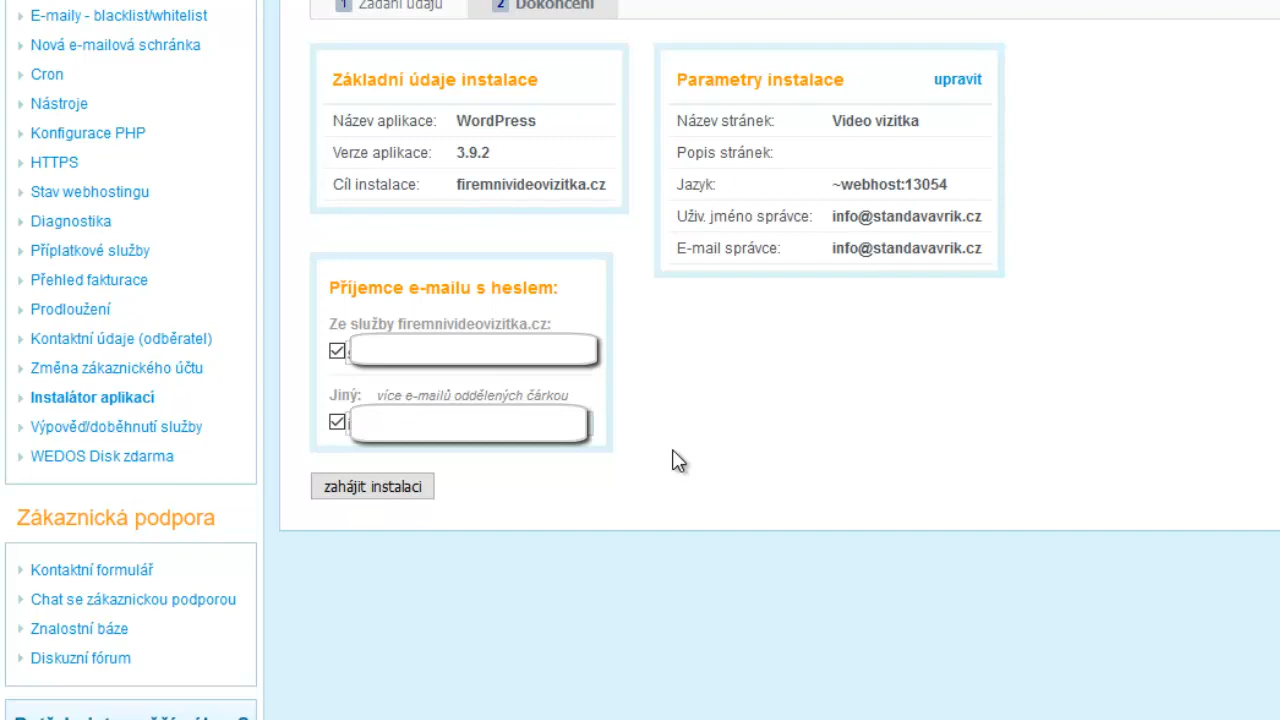 E-maily - blacklist/whitelist
Nová e-mailová schránka
Cron
Nástroje
Konfigurace PHP
HTTPS
Stav webhostingu
Diagnostika
Příplatkové služby
Přehled fakturace
Prodloužení
Kontaktní údaje (odběratel)
Změna zákaznického účtu
Instalátor aplikací
Výpověď/doběhnutí služby
WEDOS Disk zdarma
Zákaznická podpora
Kontaktní formulář
Chat se zákaznickou podporou
Znalostní báze
Diskuzní fórum
1 Zadání údajů
2 Dokončení
Základní údaje instalace
Název aplikace: WordPress
Verze aplikace: 3.9.2
Cíl instalace: firemnivideovizitka.cz
Parametry instalace upravit
Název stránek: Video vizitka
Popis stránek:
Jazyk: ~webhost:13054
Uživ. jméno správce: info@standavavrik.cz
E-mail správce: info@standavavrik.cz
Příjemce e-mailu s heslem:
Ze služby firemnivideovizitka.cz:
Jiný: více e-mailů oddělených čárkou
zahájit instalaci